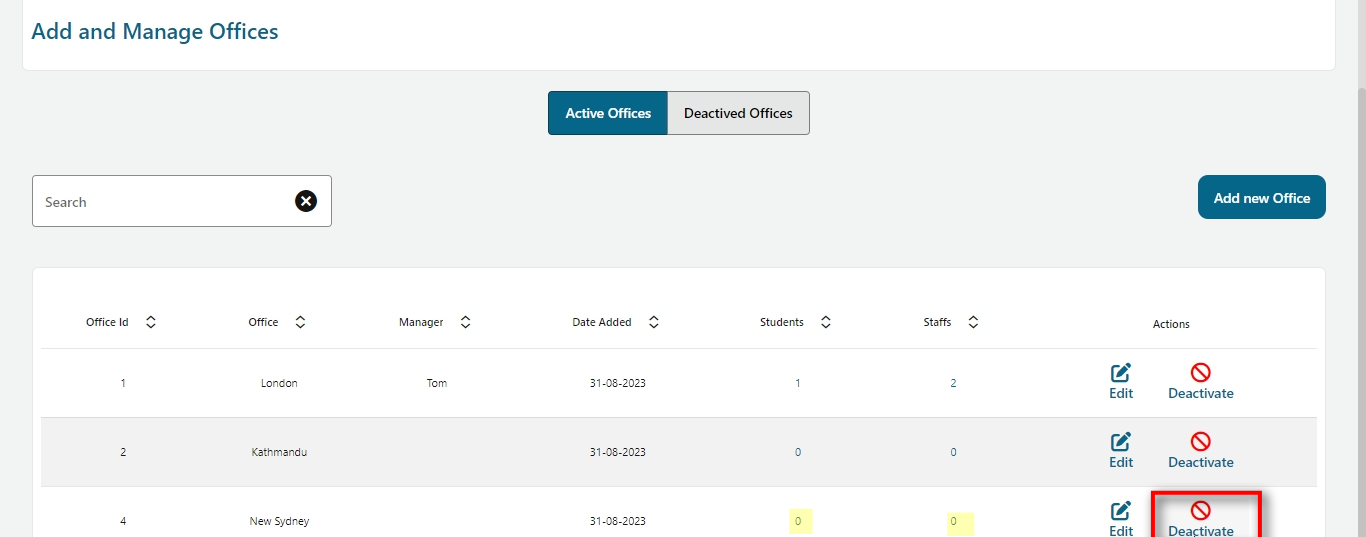 Add and Manage Offices
Active Offices Deactived Offices
Search Add new Office
Office Id Office Manager Date Added Students Staffs Actions
1 London Tom 31-08-2023 1 2 Edit Deactivate
2 Kathmandu 31-08-2023 0 0 Edit Deactivate
4 New Sydney 31-08-2023 0 0 Edit Deactivate